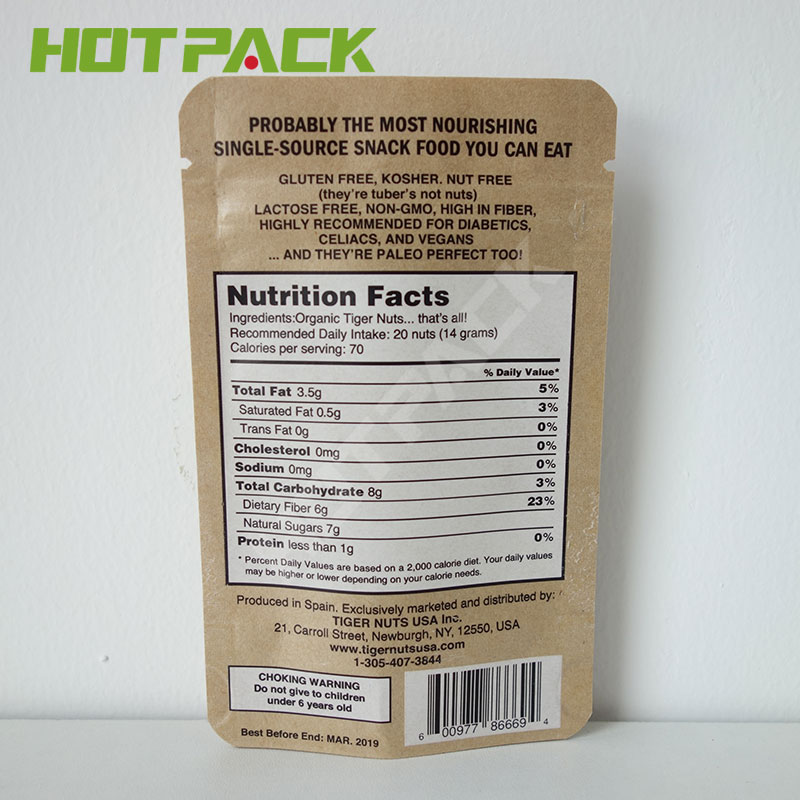 HOTPACK
PROBABLY THE MOST NOURISHING
SINGLE-SOURCE SNACK FOOD YOU CAN EAT
GLUTEN FREE, KOSHER. NUT FREE
(they're tuber's not nuts)
LACTOSE FREE, NON-GMO, HIGH IN FIBER,
HIGHLY RECOMMENDED FOR DIABETICS,
CELIACS, AND VEGANS
... AND THEY'RE PALEO PERFECT TOO!
Nutrition Facts
Ingredients:Organic Tiger Nuts... that's all!
Recommended Daily Intake: 20 nuts (14 grams)
Calories per serving: 70
% Daily Value*
Total Fat 3.5g 5%
Saturated Fat 0.5g 3%
Trans Fat 0g 0%
Cholesterol 0mg 0%
Sodium 0mg 0%
Total Carbohydrate 8g 3%
Dietary Fiber 6g 23%
Natural Sugars 7g
Protein less than 1g 0%
* Percent Daily Values are based on a 2,000 calorie diet. Your daily values
may be higher or lower depending on your calorie needs.
Produced in Spain. Exclusively marketed and distributed by:
TIGER NUTS USA Inc.
21, Carroll Street, Newburgh, NY, 12550, USA
www.tigernutsusa.com
1-305-407-3844
CHOKING WARNING
Do not give to children
under 6 years old
Best Before End: MAR. 2019
6 00977 86669 4
HOTPACK